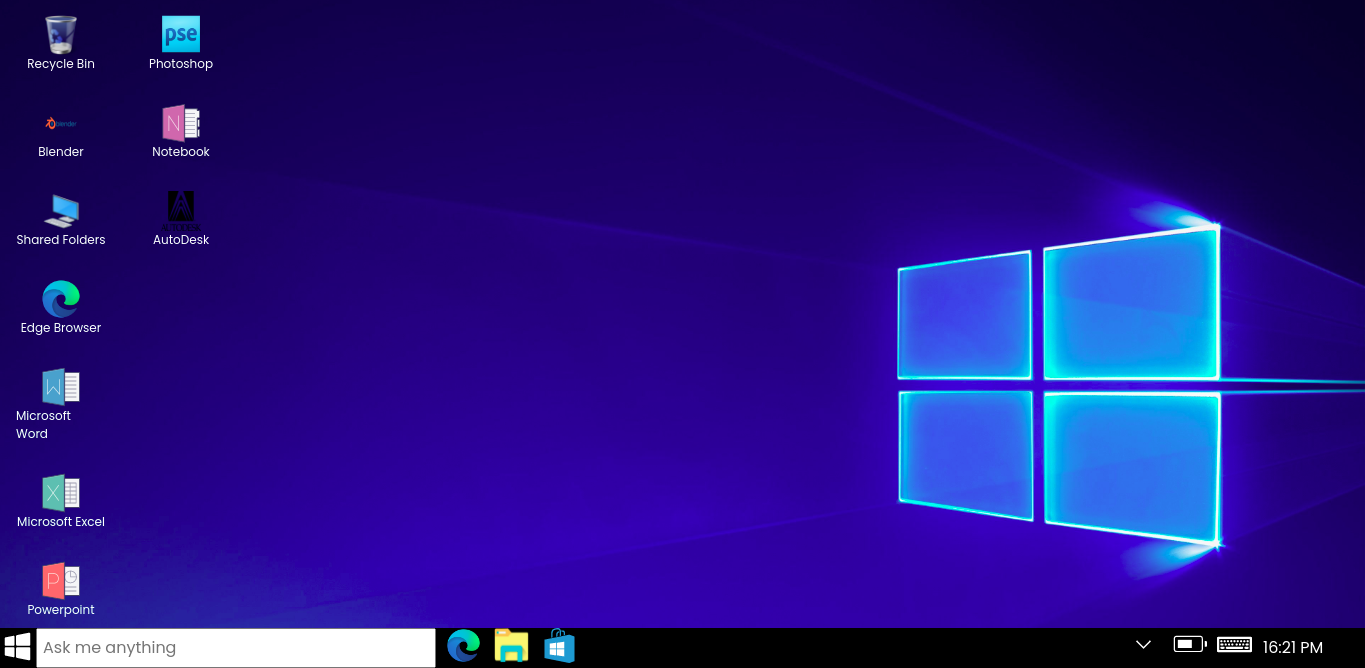 Recycle Bin
pse
Photoshop
blender
Blender
N
Notebook
Shared Folders
AutoDesk
Edge Browser
W
Microsoft
Word
X
Microsoft Excel
P
Powerpoint
Ask me anything
16:21 PM